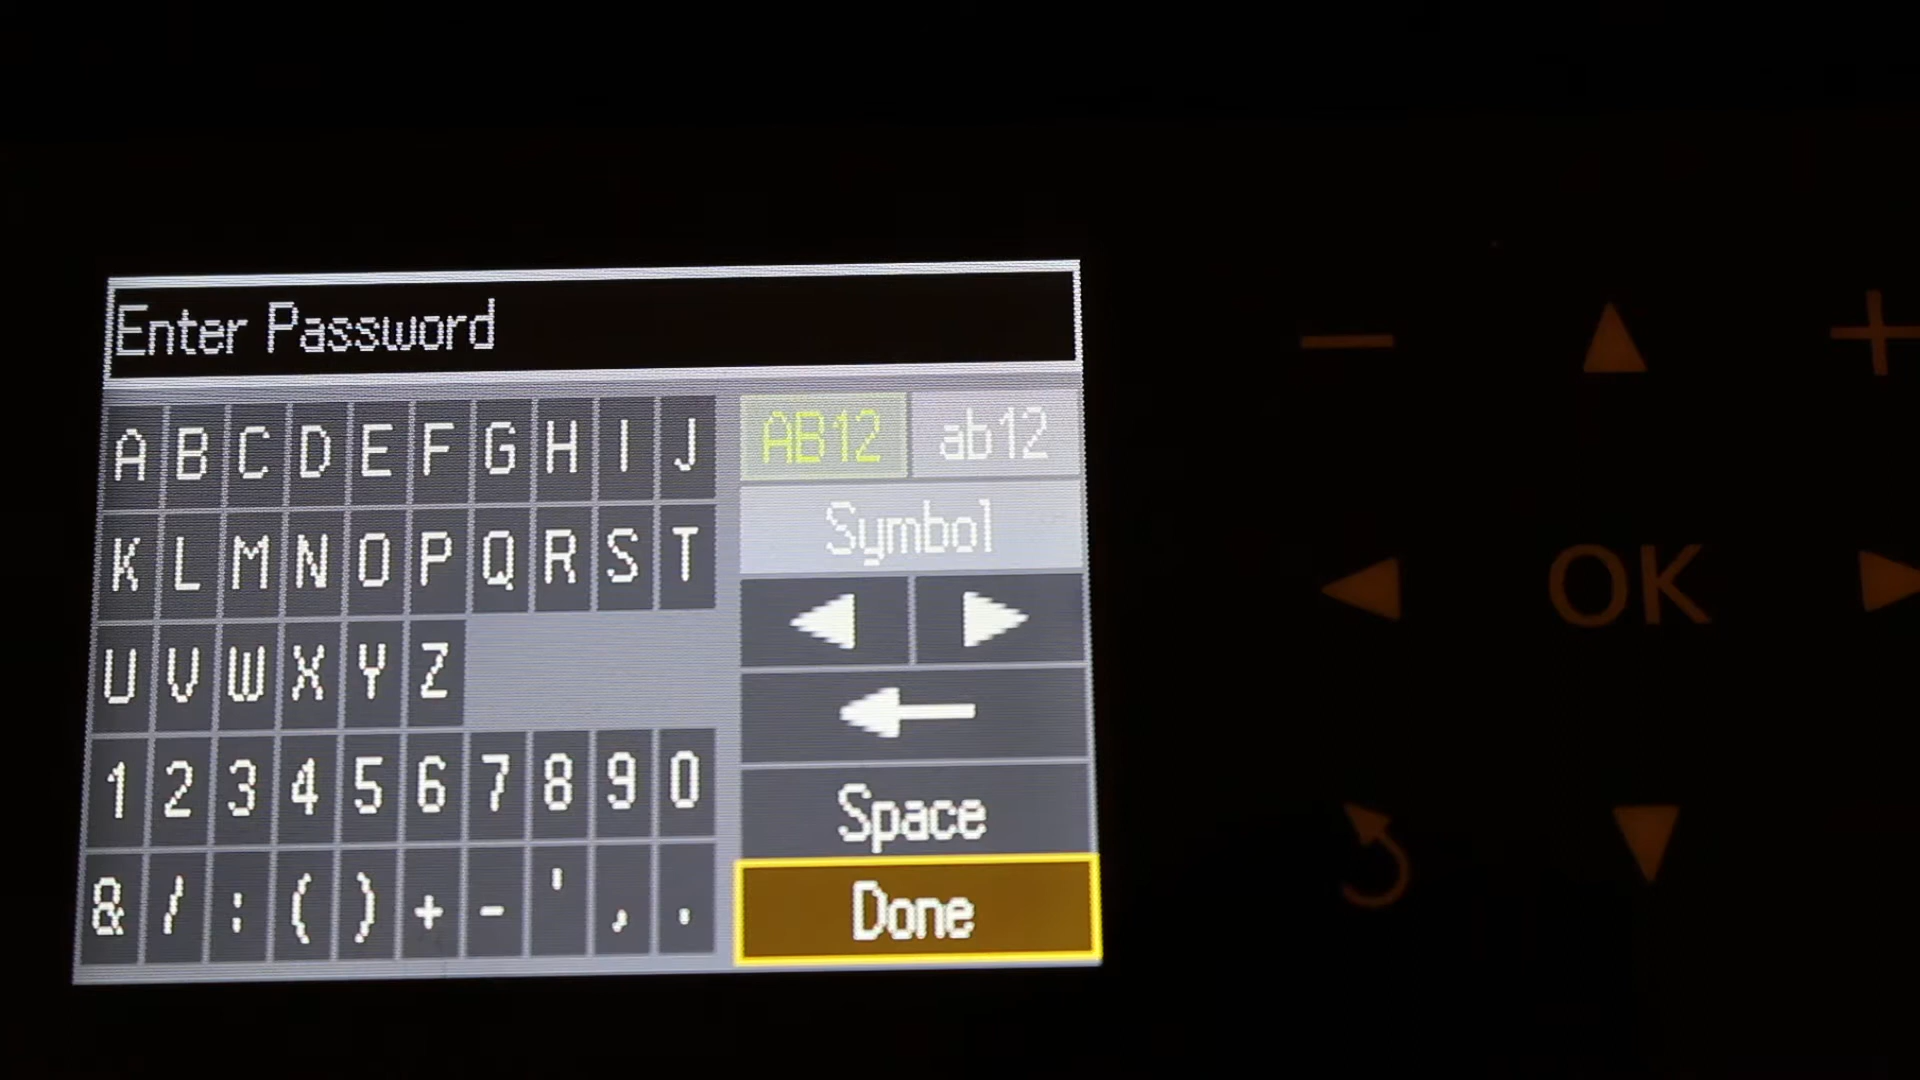 Enter Password
A B C D E F G H I J
AB12 ab12
K L M N O P Q R S T
Symbol
U V W X Y Z
1 2 3 4 5 6 7 8 9 0
Space
& / : ( ) + - ' , .
Done
− +
OK